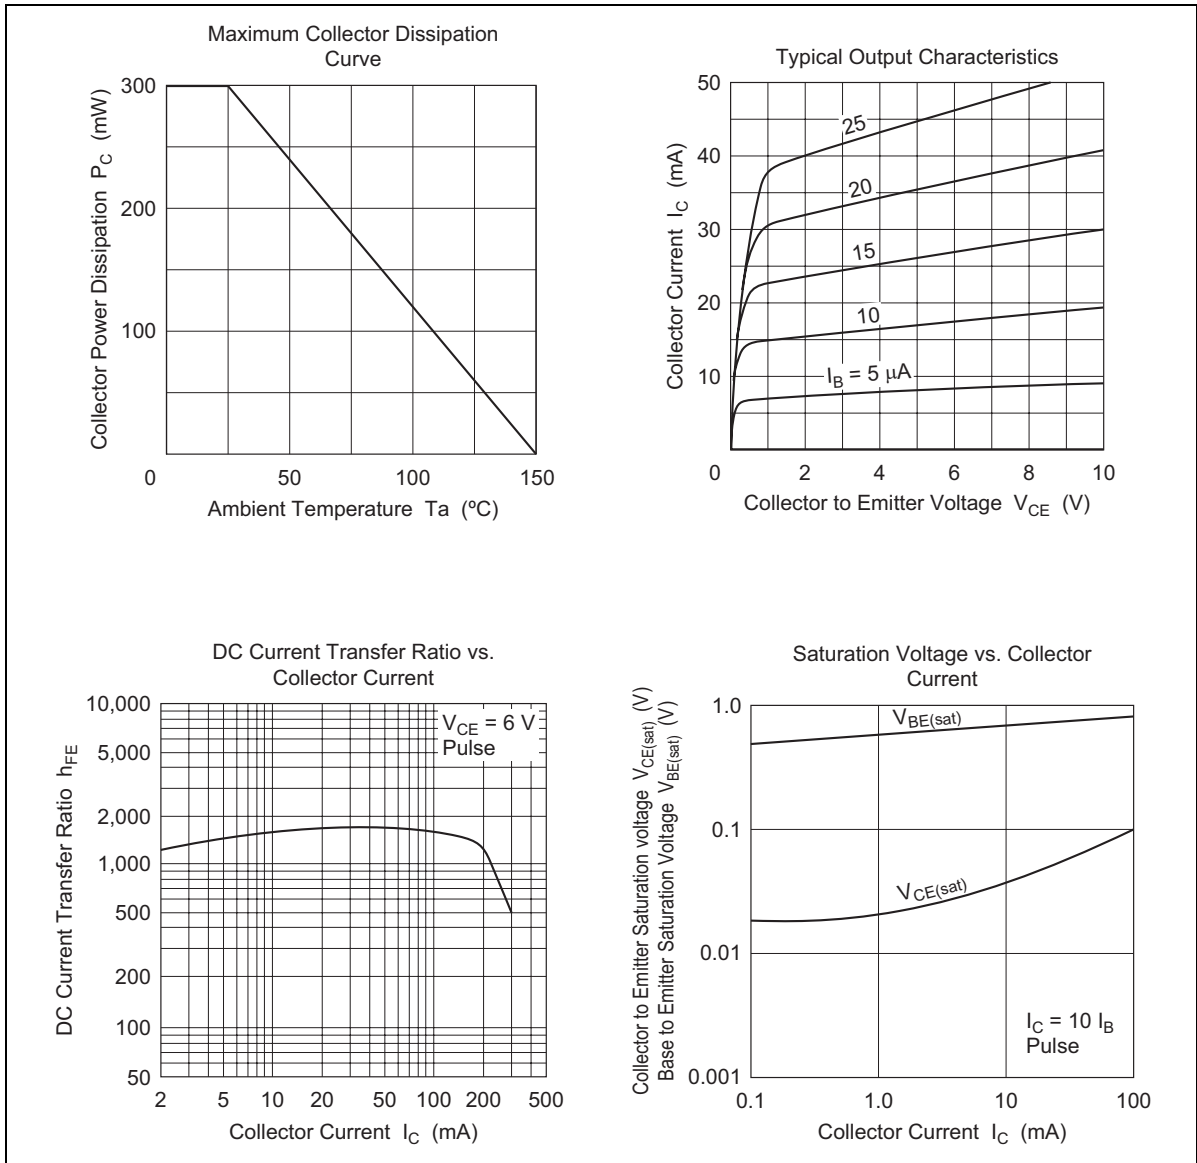 Maximum Collector Dissipation
Curve
Collector Power Dissipation P_C (mW)
300
200
100
0
50
100
150
Ambient Temperature Ta (ºC)
Typical Output Characteristics
Collector Current I_C (mA)
50
40
30
20
10
25
20
15
10
I_B = 5 μA
0
2
4
6
8
10
Collector to Emitter Voltage V_CE (V)
DC Current Transfer Ratio vs.
Collector Current
DC Current Transfer Ratio h_FE
10,000
5,000
2,000
1,000
500
200
100
50
V_CE = 6 V
Pulse
2
5
10
20
50
100
200
500
Collector Current I_C (mA)
Saturation Voltage vs. Collector
Current
Collector to Emitter Saturation voltage V_CE(sat) (V)
Base to Emitter Saturation Voltage V_BE(sat) (V)
1.0
0.1
0.01
0.001
V_BE(sat)
V_CE(sat)
I_C = 10 I_B
Pulse
0.1
1.0
10
100
Collector Current I_C (mA)